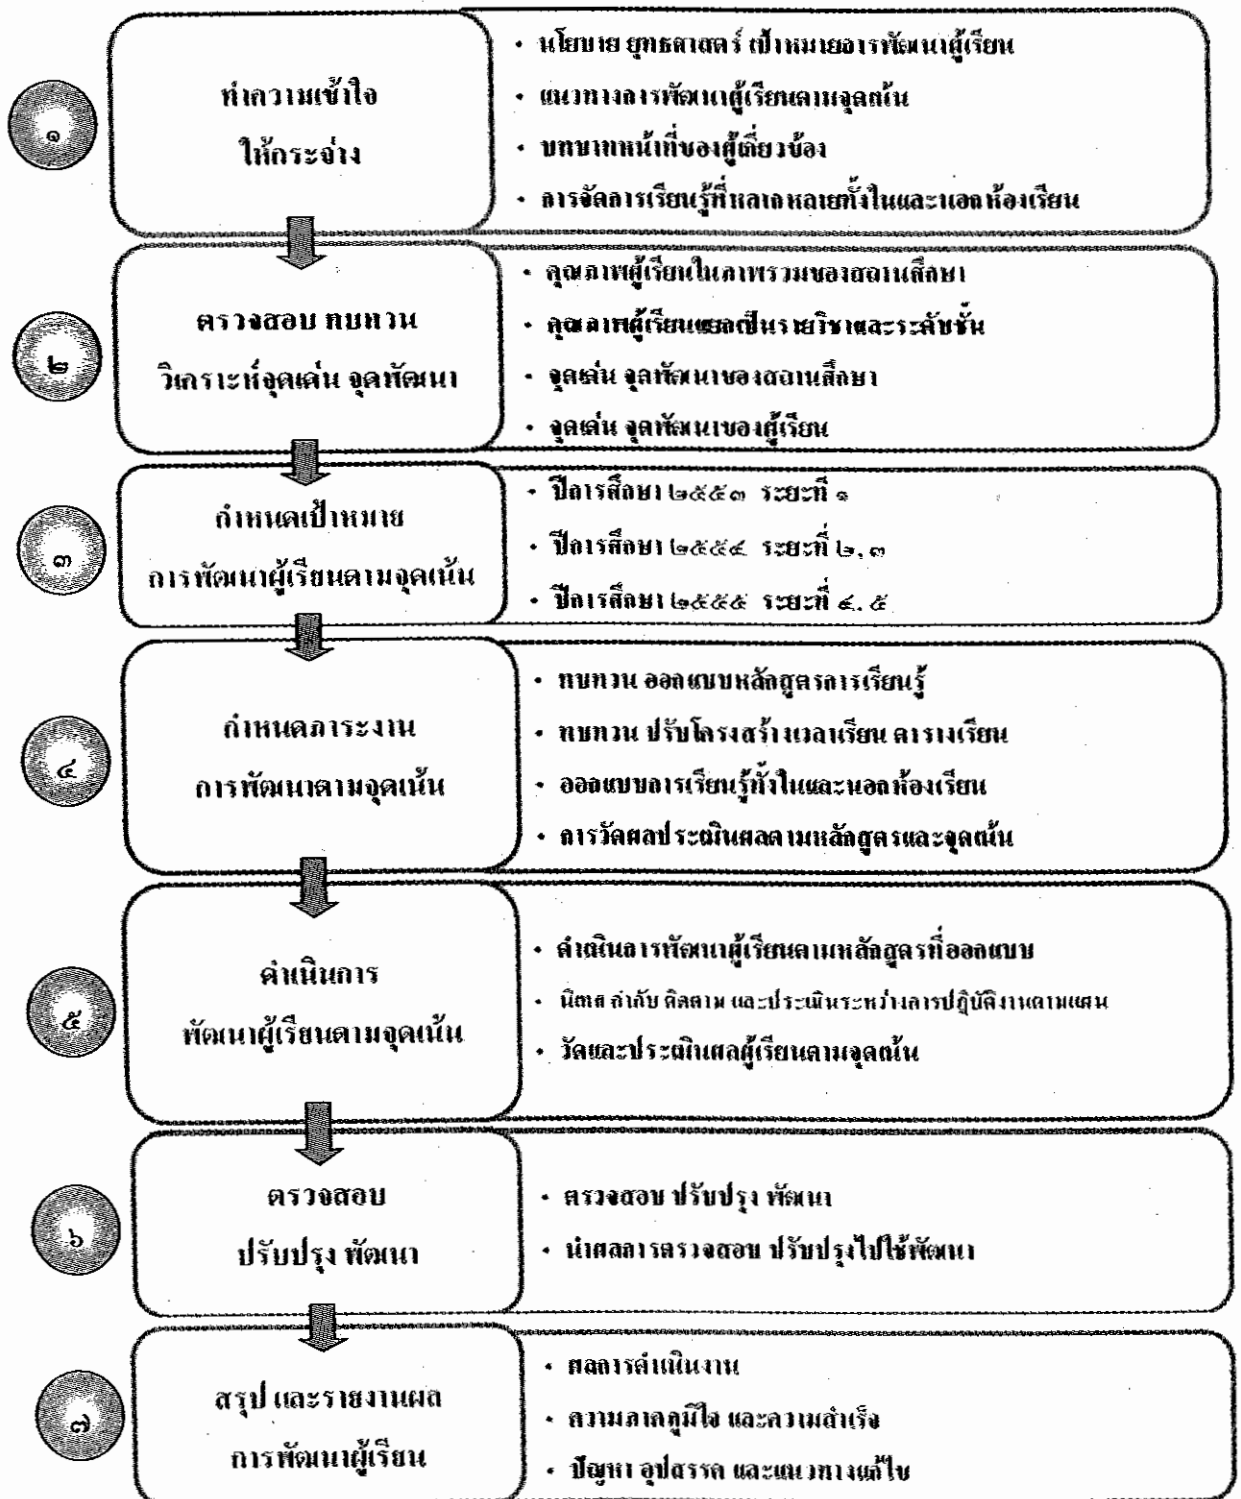 ๑
ทำความเข้าใจ
ให้กระจ่าง
• นโยบาย ยุทธศาสตร์ เป้าหมายการพัฒนาผู้เรียน
• แนวทางการพัฒนาผู้เรียนตามจุดเน้น
• บทบาทหน้าที่ของผู้เกี่ยวข้อง
• การจัดการเรียนรู้ที่หลากหลายทั้งในและนอกห้องเรียน
๒
ตรวจสอบ ทบทวน
วิเคราะห์จุดเด่น จุดพัฒนา
• คุณภาพผู้เรียนในภาพรวมของสถานศึกษา
• คุณภาพผู้เรียนแยกเป็นรายวิชาและระดับชั้น
• จุดเด่น จุดพัฒนาของสถานศึกษา
• จุดเด่น จุดพัฒนาของผู้เรียน
๓
กำหนดเป้าหมาย
การพัฒนาผู้เรียนตามจุดเน้น
• ปีการศึกษา ๒๕๕๓ ระยะที่ ๑
• ปีการศึกษา ๒๕๕๔ ระยะที่ ๒, ๓
• ปีการศึกษา ๒๕๕๕ ระยะที่ ๔, ๕
๔
กำหนดภาระงาน
การพัฒนาตามจุดเน้น
• ทบทวน ออกแบบหลักสูตรการเรียนรู้
• ทบทวน ปรับโครงสร้างเวลาเรียน ตารางเรียน
• ออกแบบการเรียนรู้ทั้งในและนอกห้องเรียน
• การวัดผลประเมินผลตามหลักสูตรและจุดเน้น
๕
ดำเนินการ
พัฒนาผู้เรียนตามจุดเน้น
• ดำเนินการพัฒนาผู้เรียนตามหลักสูตรที่ออกแบบ
• นิเทศ กำกับ ติดตาม และประเมินระหว่างการปฏิบัติงานตามแผน
• วัดและประเมินผลผู้เรียนตามจุดเน้น
๖
ตรวจสอบ
ปรับปรุง พัฒนา
• ตรวจสอบ ปรับปรุง พัฒนา
• นำผลการตรวจสอบ ปรับปรุงไปใช้พัฒนา
๗
สรุป และรายงานผล
การพัฒนาผู้เรียน
• ผลการดำเนินงาน
• ความภาคภูมิใจ และความสำเร็จ
• ปัญหา อุปสรรค และแนวทางแก้ไข